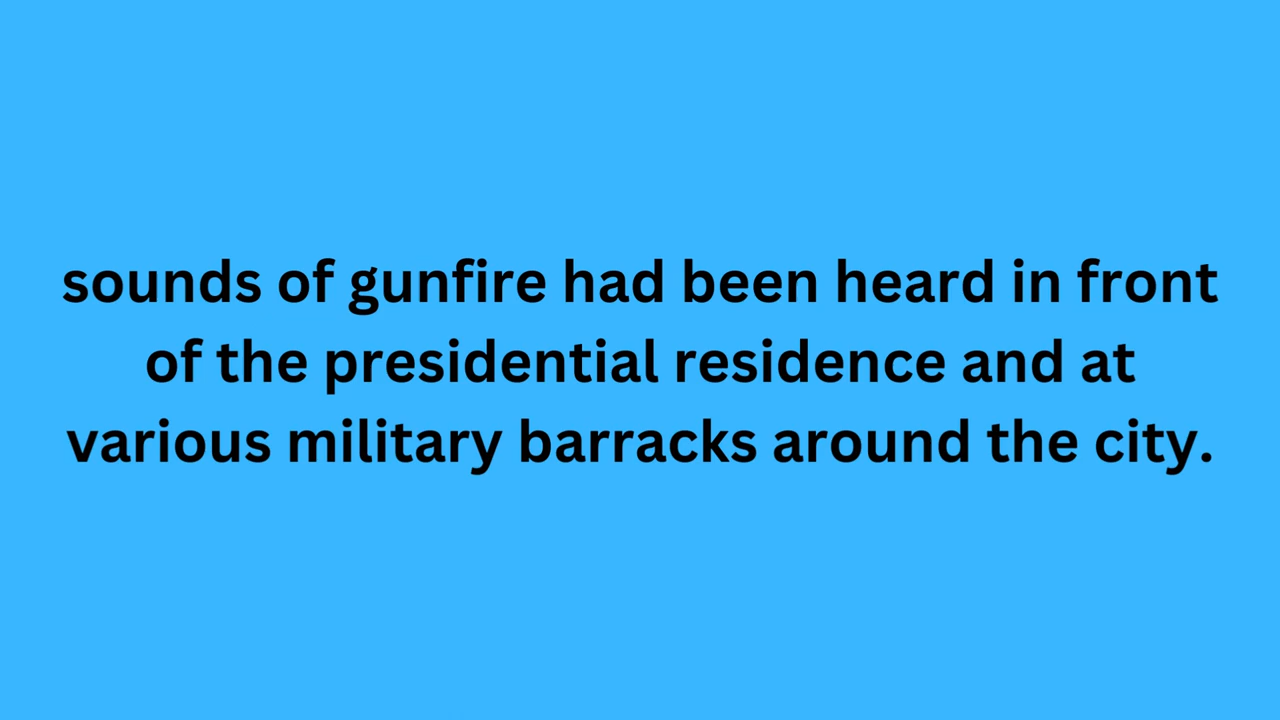 sounds of gunfire had been heard in front
of the presidential residence and at
various military barracks around the city.